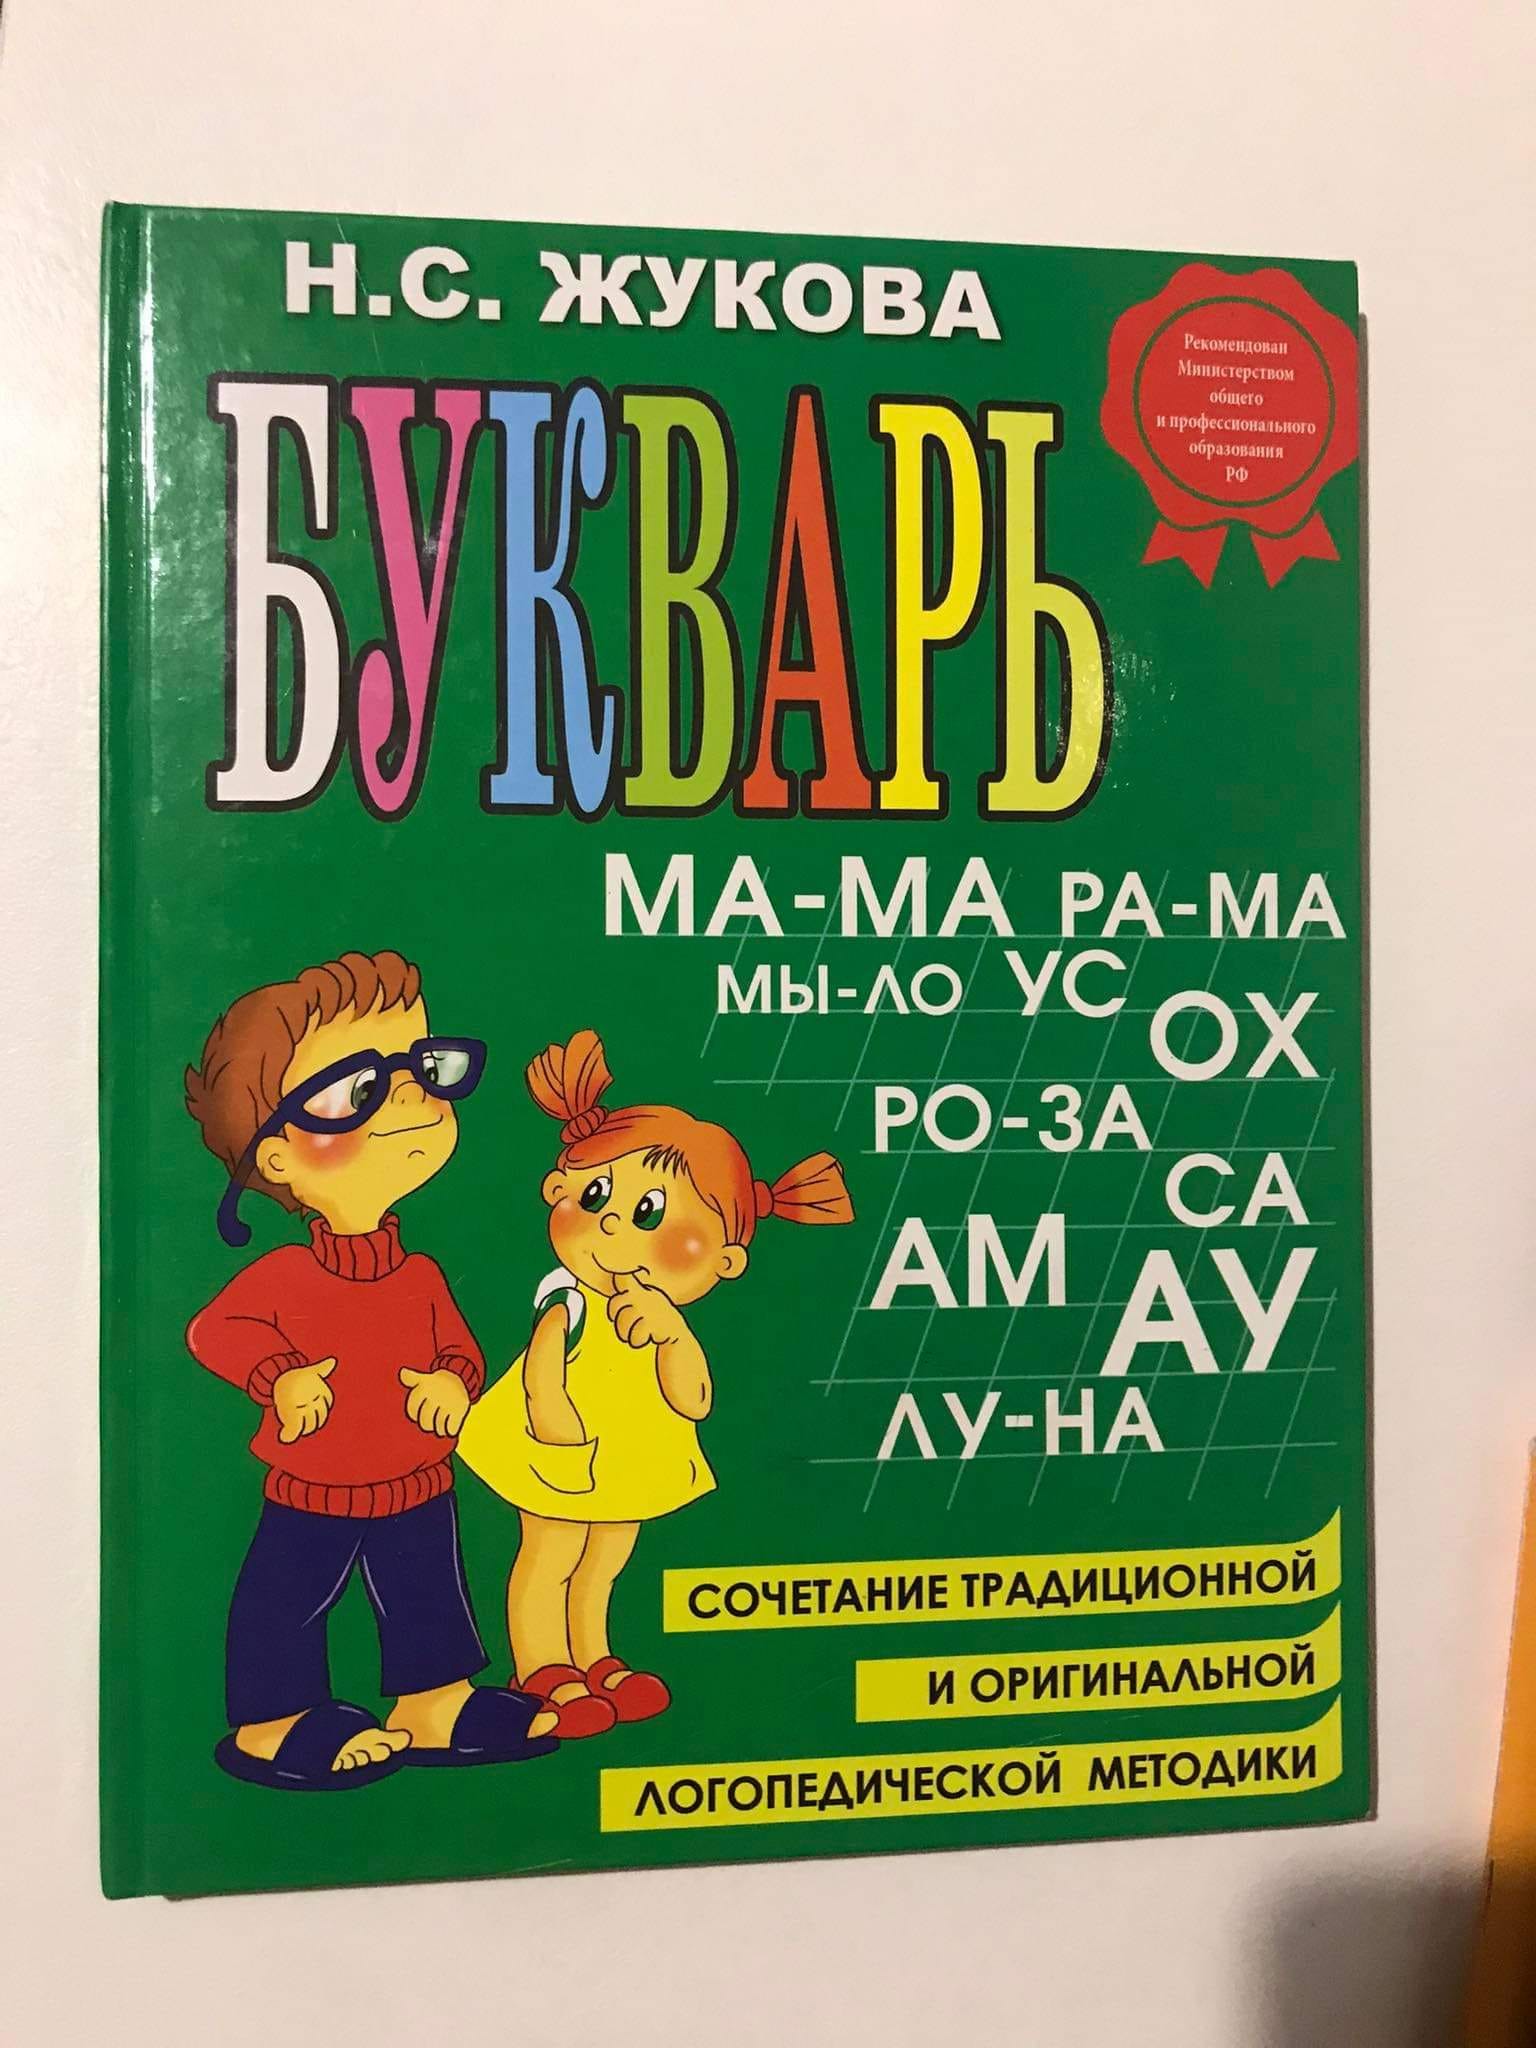 Н.С. ЖУКОВА
Рекомендован
Министерством
общего
и профессионального
образования
РФ
БУКВАРЬ
МА-МА РА-МА
МЫ-ЛО УС
ОХ
РО-ЗА
СА
АМ
АУ
ЛУ-НА
СОЧЕТАНИЕ ТРАДИЦИОННОЙ
И ОРИГИНАЛЬНОЙ
ЛОГОПЕДИЧЕСКОЙ МЕТОДИКИ